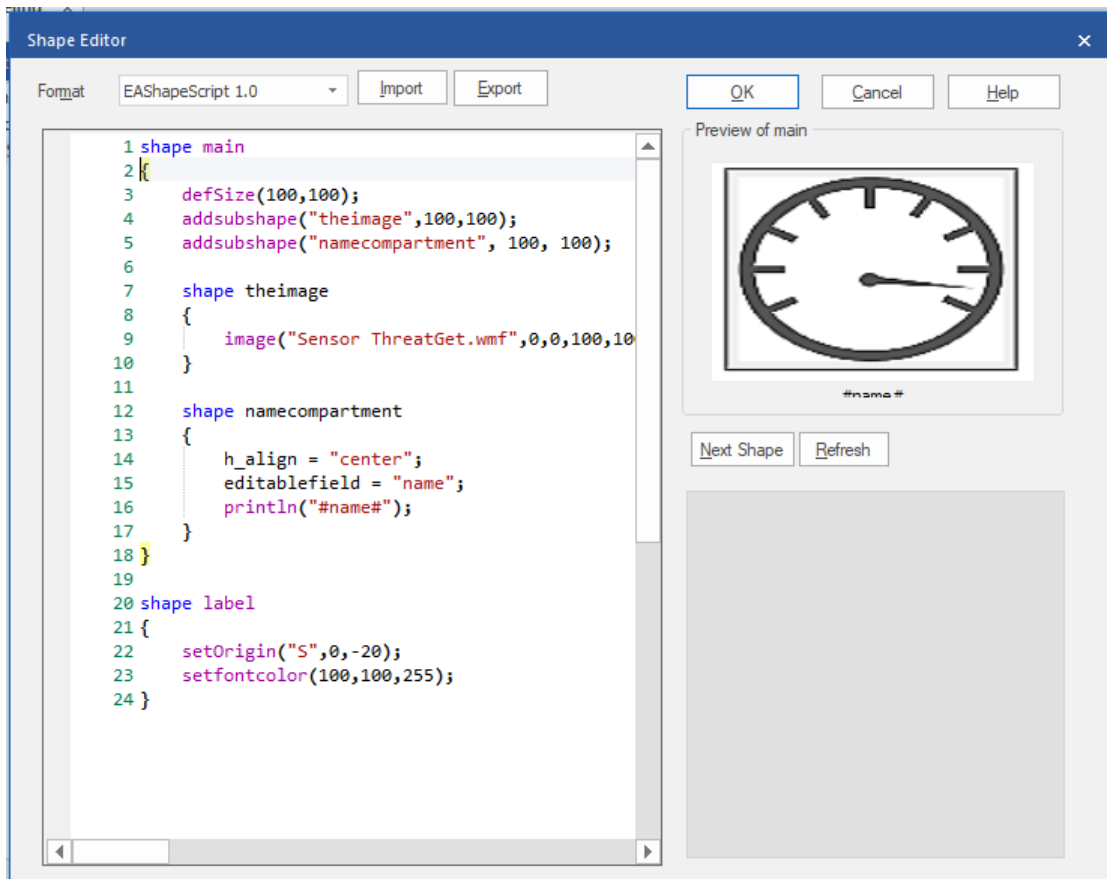 Shape Editor
Format EAShapeScript 1.0 Import Export OK Cancel Help
Preview of main
1 shape main
2 {
3 defSize(100,100);
4 addsubshape("theimage",100,100);
5 addsubshape("namecompartment", 100, 100);
6
7 shape theimage
8 {
9 image("Sensor ThreatGet.wmf",0,0,100,10
10 }
11
12 shape namecompartment
13 {
14 h_align = "center";
15 editablefield = "name";
16 println("#name#");
17 }
18 }
19
20 shape label
21 {
22 setOrigin("S",0,-20);
23 setfontcolor(100,100,255);
24 }
#name#
Next Shape Refresh